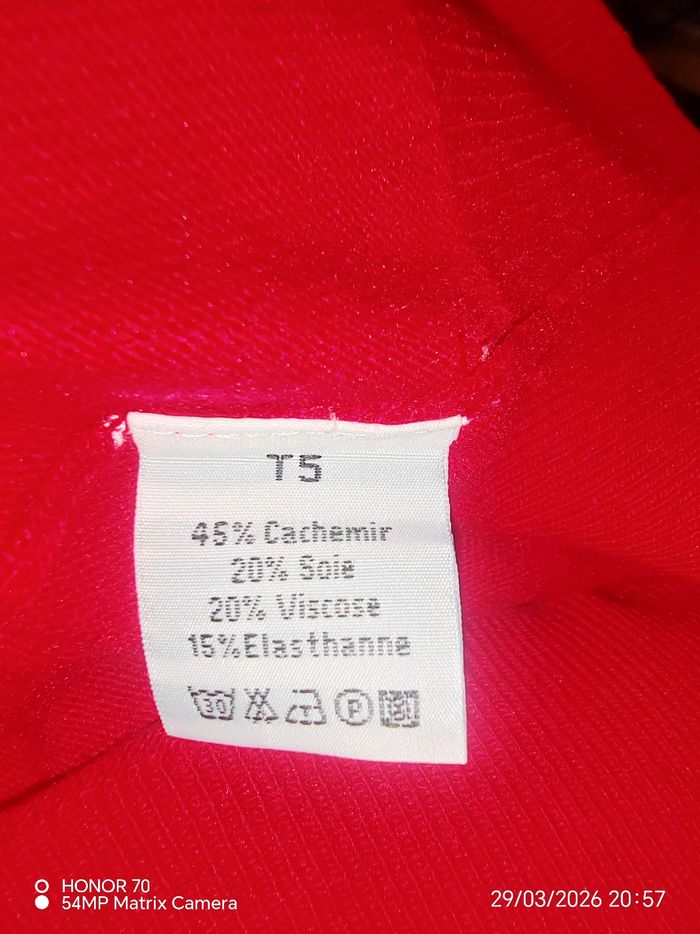 T5
45% Cachemir
20% Soie
20% Viscose
15%Elasthanne
30
P
HONOR 70
54MP Matrix Camera
29/03/2026 20:57